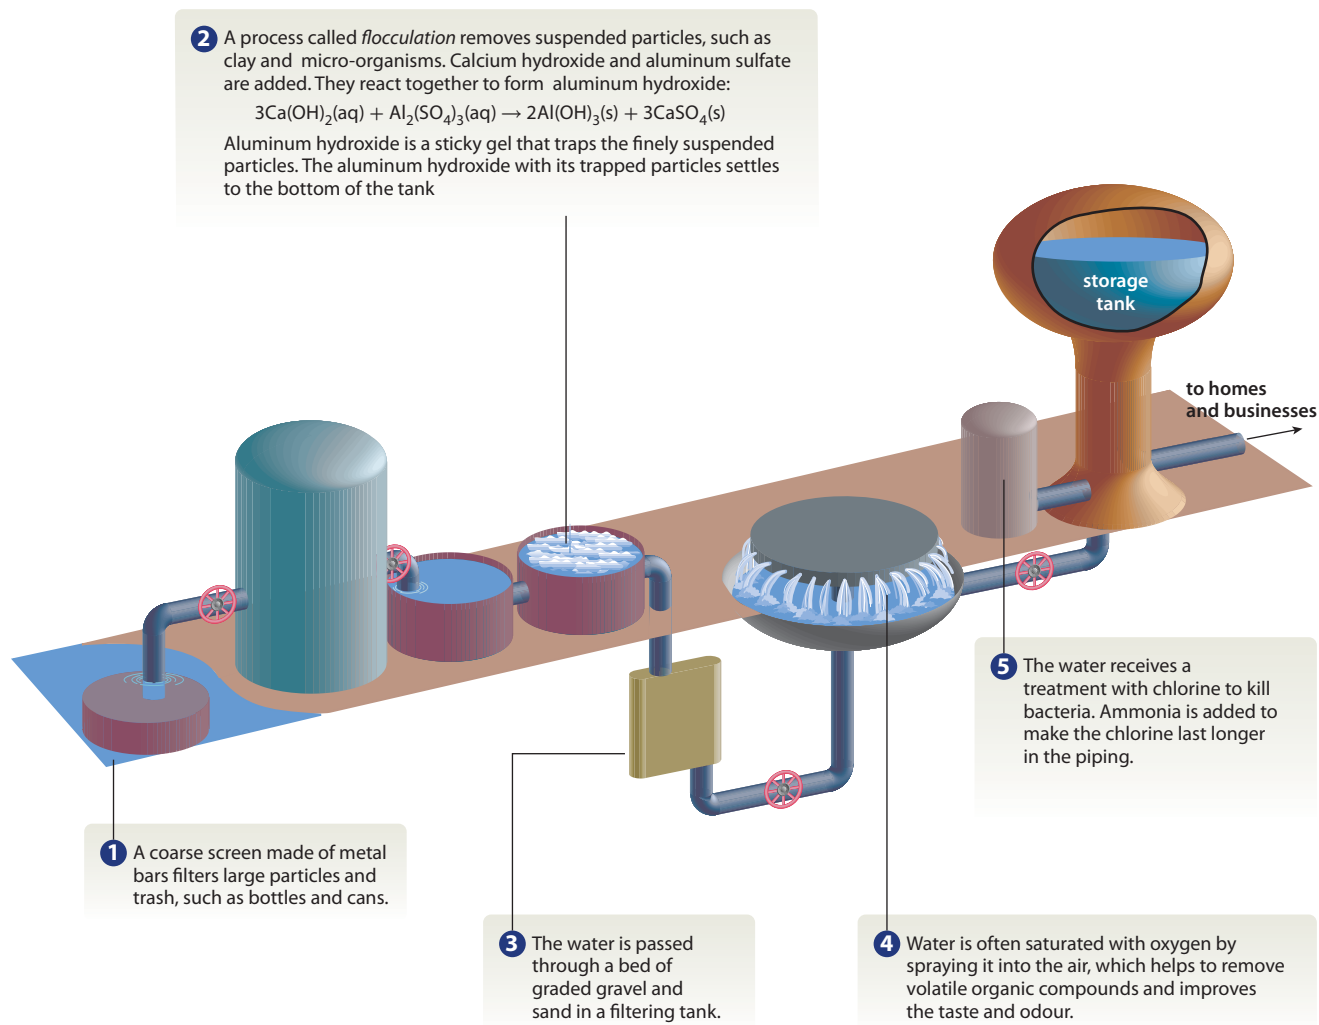 2 A process called flocculation removes suspended particles, such as
clay and micro-organisms. Calcium hydroxide and aluminum sulfate
are added. They react together to form aluminum hydroxide:
3Ca(OH)₂(aq) + Al₂(SO₄)₃(aq) → 2Al(OH)₃(s) + 3CaSO₄(s)
Aluminum hydroxide is a sticky gel that traps the finely suspended
particles. The aluminum hydroxide with its trapped particles settles
to the bottom of the tank
storage
tank
to homes
and businesses
5 The water receives a
treatment with chlorine to kill
bacteria. Ammonia is added to
make the chlorine last longer
in the piping.
1 A coarse screen made of metal
bars filters large particles and
trash, such as bottles and cans.
3 The water is passed
through a bed of
graded gravel and
sand in a filtering tank.
4 Water is often saturated with oxygen by
spraying it into the air, which helps to remove
volatile organic compounds and improves
the taste and odour.